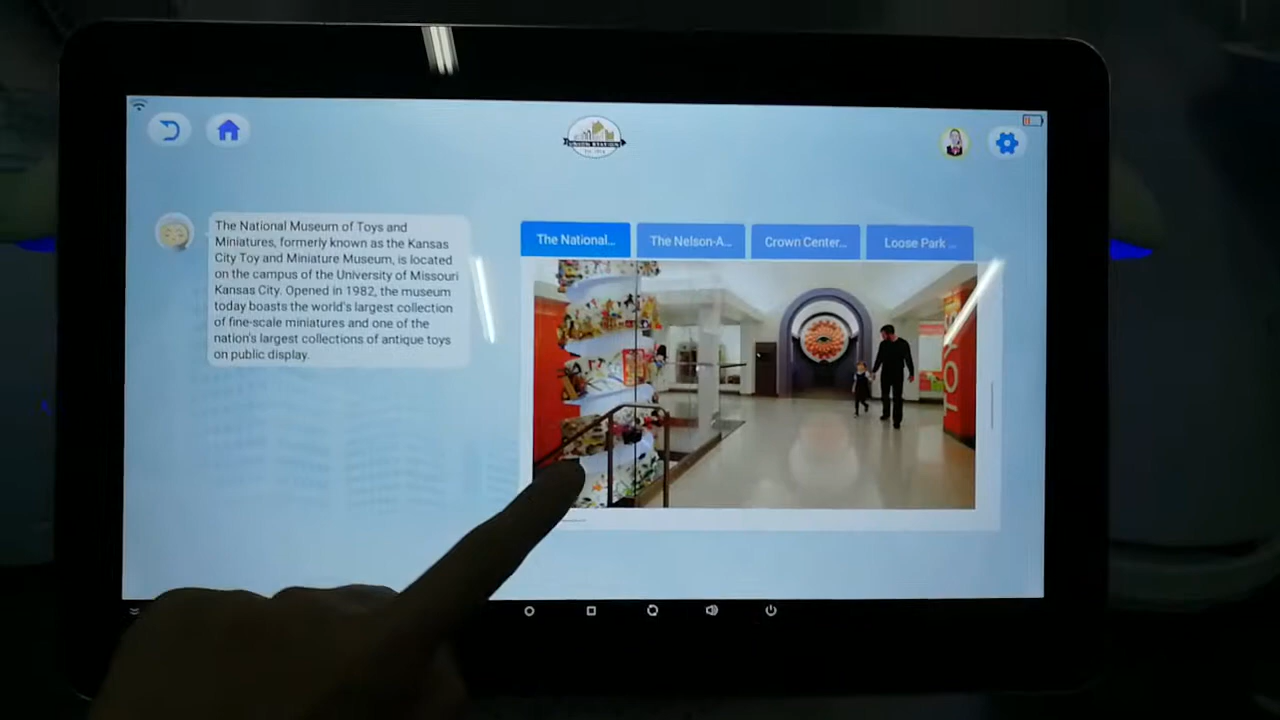 UNION STATION
The National...
The Nelson-A...
Crown Center...
Loose Park ...
The National Museum of Toys and
Miniatures, formerly known as the Kansas
City Toy and Miniature Museum, is located
on the campus of the University of Missouri
Kansas City. Opened in 1982, the museum
today boasts the world's largest collection
of fine-scale miniatures and one of the
nation's largest collections of antique toys
on public display.
TOYS